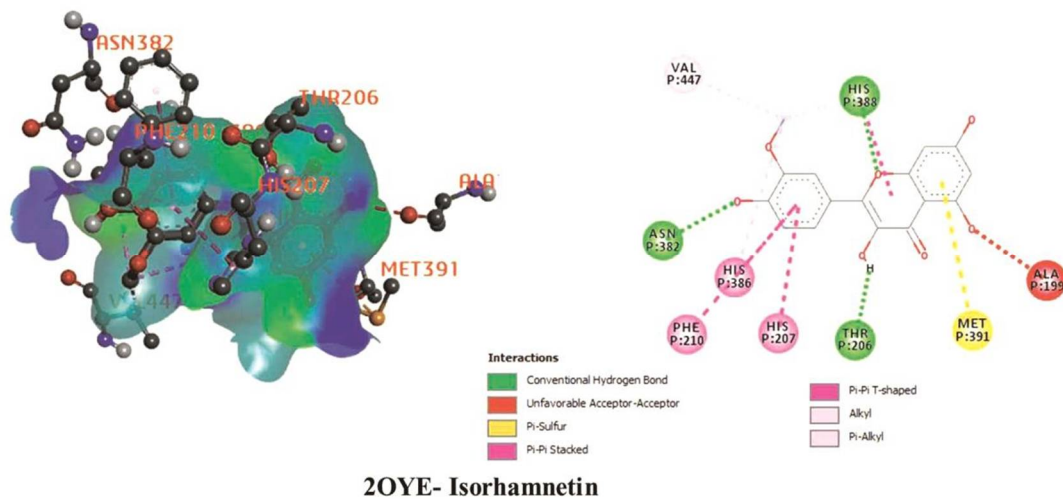 ASN382
THR206
PHE210
HIS207
ALA
MET391
VAL
P:447
HIS
P:388
ASN
P:382
HIS
P:386
PHE
P:210
HIS
P:207
THR
P:206
MET
P:391
ALA
P:199
H
Interactions
Conventional Hydrogen Bond
Unfavorable Acceptor-Acceptor
Pi-Sulfur
Pi-Pi Stacked
Pi-Pi T-shaped
Alkyl
Pi-Alkyl
2OYE- Isorhamnetin